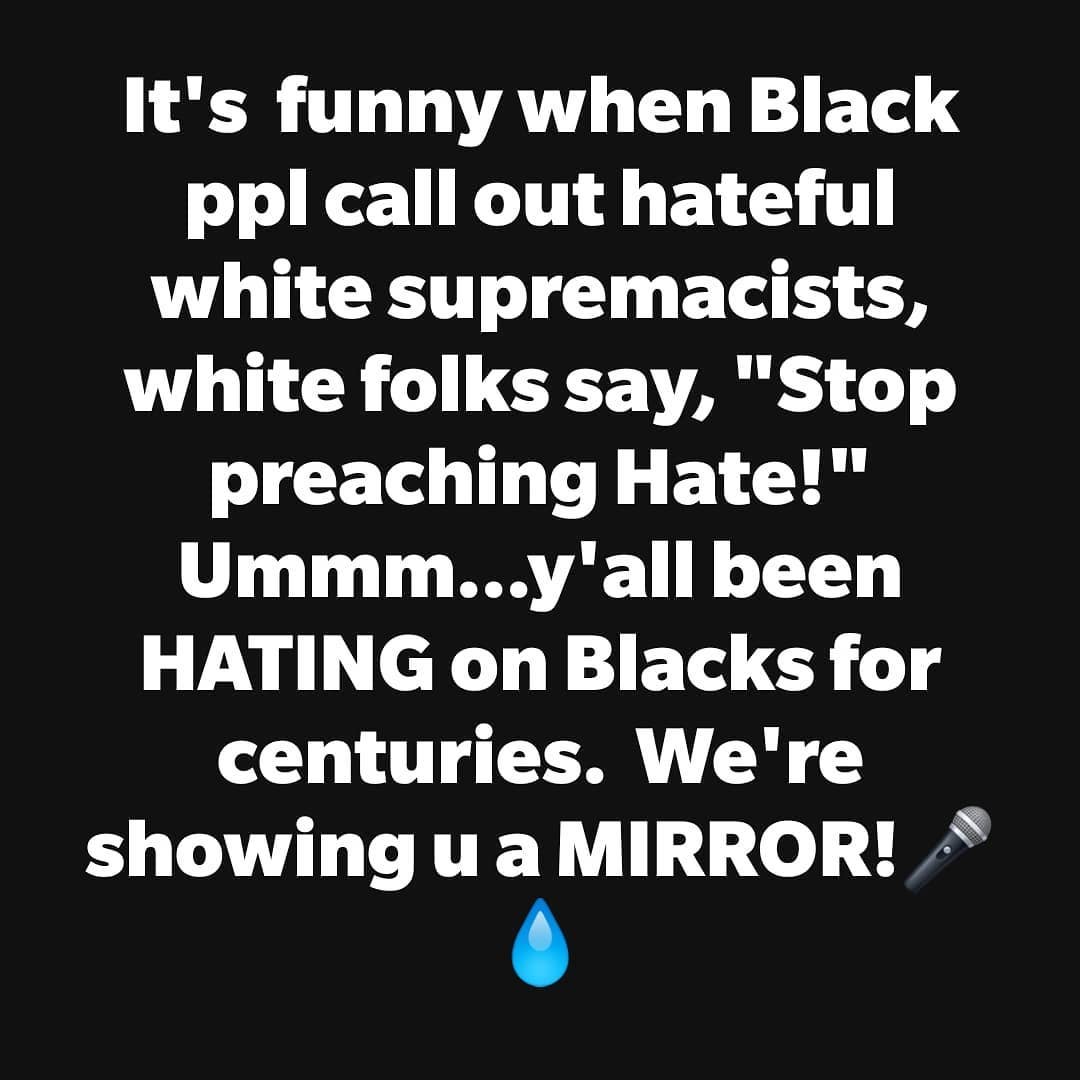 It's  funny when Black
ppl call out hateful
white supremacists,
white folks say, "Stop
preaching Hate!"
Ummm...y'all been
HATING on Blacks for
centuries.  We're
showing u a MIRROR!🎤
💧